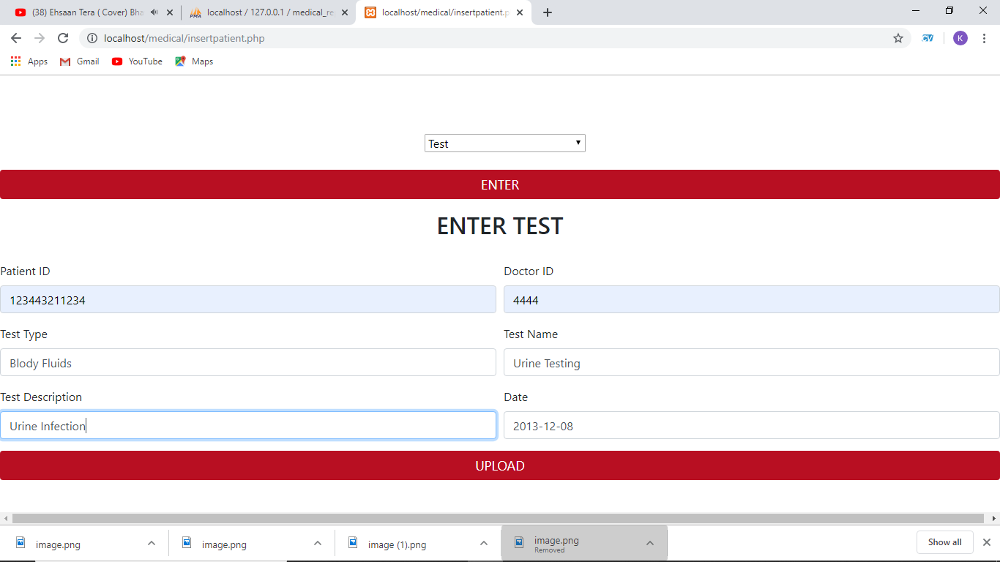 (38) Ehsaan Tera ( Cover) Bha
localhost / 127.0.0.1 / medical_re
localhost/medical/insertpatient.p
localhost/medical/insertpatient.php
CV
K
Apps
Gmail
YouTube
Maps
Test
ENTER
ENTER TEST
Patient ID
Doctor ID
123443211234
4444
Test Type
Test Name
Blody Fluids
Urine Testing
Test Description
Date
Urine Infection
2013-12-08
UPLOAD
image.png
image.png
image (1).png
image.png
Removed
Show all